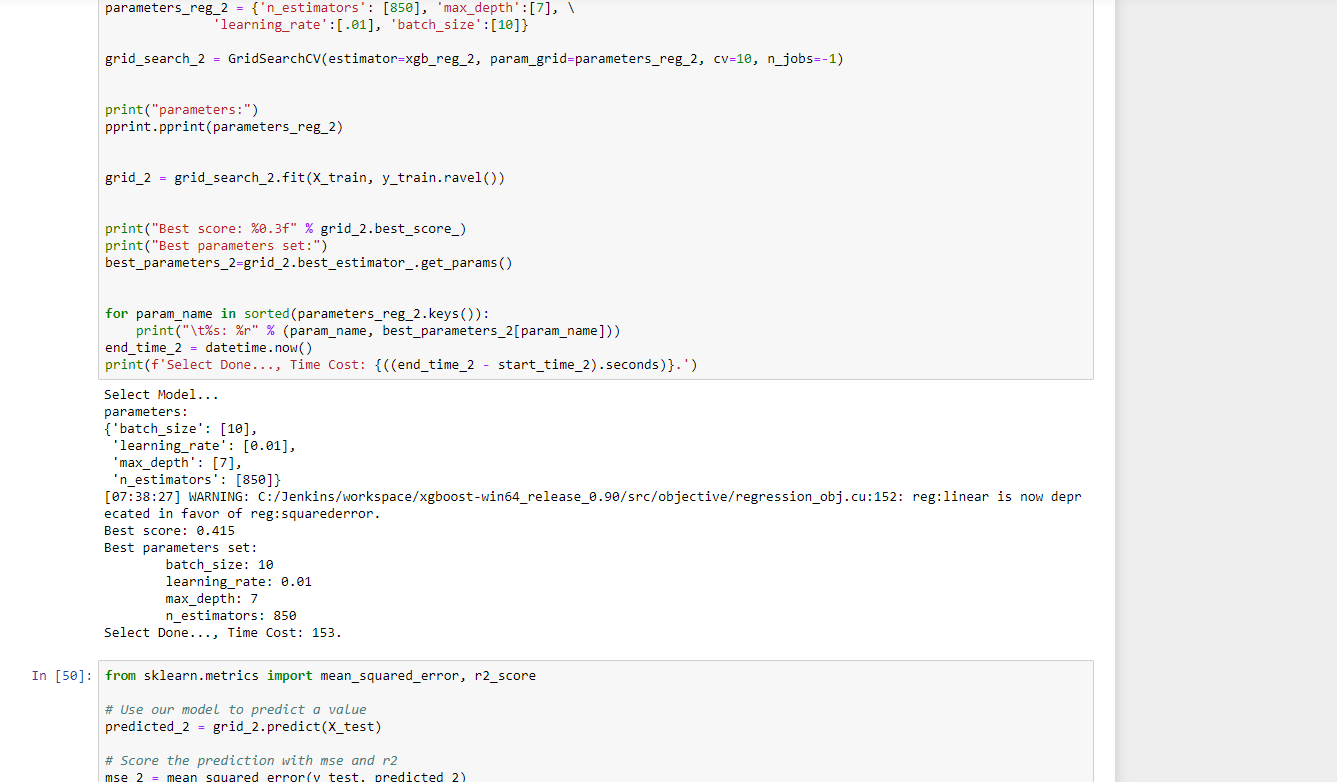 parameters_reg_2 = {'n_estimators': [850], 'max_depth':[7], \
'learning_rate':[.01], 'batch_size':[10]}
grid_search_2 = GridSearchCV(estimator=xgb_reg_2, param_grid=parameters_reg_2, cv=10, n_jobs=-1)
print("parameters:")
pprint.pprint(parameters_reg_2)
grid_2 = grid_search_2.fit(X_train, y_train.ravel())
print("Best score: %0.3f" % grid_2.best_score_)
print("Best parameters set:")
best_parameters_2=grid_2.best_estimator_.get_params()
for param_name in sorted(parameters_reg_2.keys()):
print("\t%s: %r" % (param_name, best_parameters_2[param_name]))
end_time_2 = datetime.now()
print(f'Select Done..., Time Cost: {((end_time_2 - start_time_2).seconds)}.')
Select Model...
parameters:
{'batch_size': [10],
'learning_rate': [0.01],
'max_depth': [7],
'n_estimators': [850]}
[07:38:27] WARNING: C:/Jenkins/workspace/xgboost-win64_release_0.90/src/objective/regression_obj.cu:152: reg:linear is now depr
ecated in favor of reg:squarederror.
Best score: 0.415
Best parameters set:
batch_size: 10
learning_rate: 0.01
max_depth: 7
n_estimators: 850
Select Done..., Time Cost: 153.
In [50]: from sklearn.metrics import mean_squared_error, r2_score
# Use our model to predict a value
predicted_2 = grid_2.predict(X_test)
# Score the prediction with mse and r2
mse_2 = mean_squared_error(y_test, predicted_2)